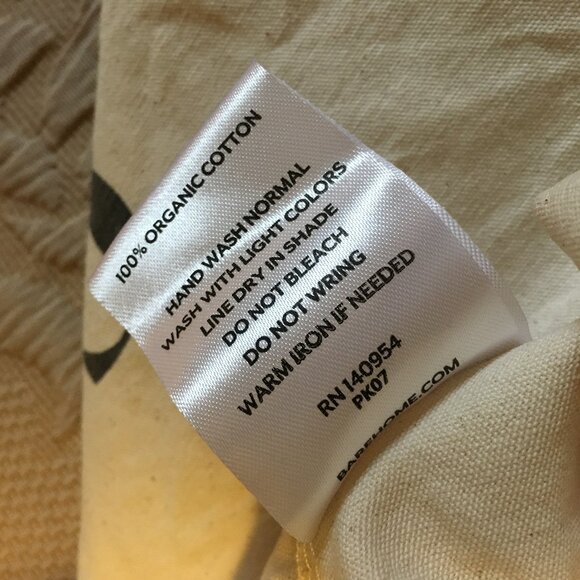 100% ORGANIC COTTON
HAND WASH NORMAL
WASH WITH LIGHT COLORS
LINE DRY IN SHADE
DO NOT BLEACH
DO NOT WRING
WARM IRON IF NEEDED
RN 140954
PK07
BAREHOME.COM